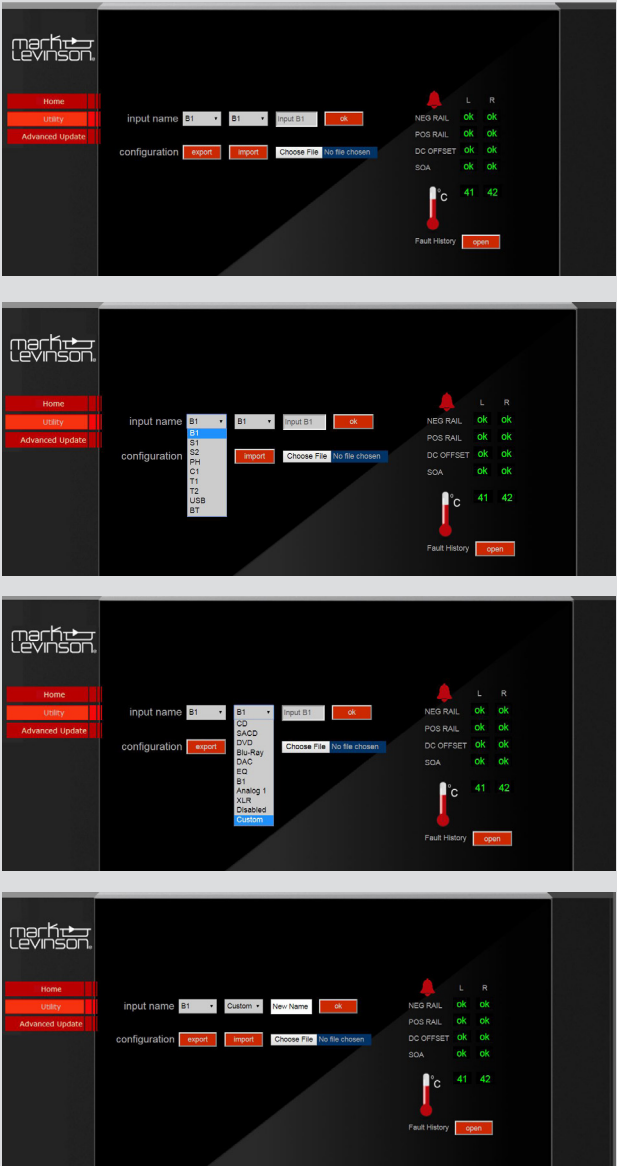 mark
Levinson®
Home
Utility
Advanced Update
input name B1 B1 Input B1 ok
configuration export import Choose File No file chosen
L R
NEG RAIL ok ok
POS RAIL ok ok
DC OFFSET ok ok
SOA ok ok
°C 41 42
Fault History open
mark
Levinson®
Home
Utility
Advanced Update
input name B1 B1 Input B1 ok
B1
S1
S2
PH
C1
T1
T2
USB
BT
configuration import Choose File No file chosen
L R
NEG RAIL ok ok
POS RAIL ok ok
DC OFFSET ok ok
SOA ok ok
°C 41 42
Fault History open
mark
Levinson®
Home
Utility
Advanced Update
input name B1 B1 Input B1 ok
CD
SACD
DVD
Blu-Ray
DAC
EQ
B1
Analog 1
XLR
Disabled
Custom
configuration export Choose File No file chosen
L R
NEG RAIL ok ok
POS RAIL ok ok
DC OFFSET ok ok
SOA ok ok
°C 41 42
Fault History open
mark
Levinson®
Home
Utility
Advanced Update
input name B1 Custom New Name ok
configuration export import Choose File No file chosen
L R
NEG RAIL ok ok
POS RAIL ok ok
DC OFFSET ok ok
SOA ok ok
°C 41 42
Fault History open